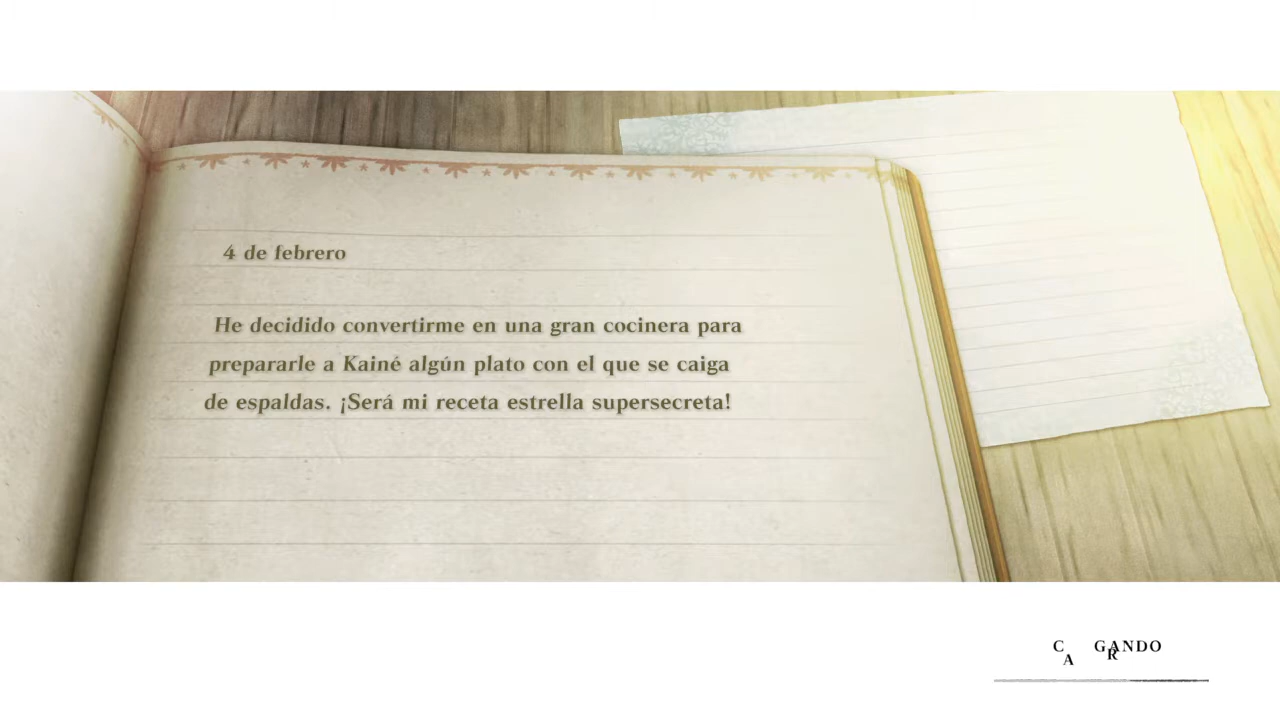 4 de febrero
He decidido convertirme en una gran cocinera para
prepararle a Kainé algún plato con el que se caiga
de espaldas. ¡Será mi receta estrella supersecreta!
CARGANDO